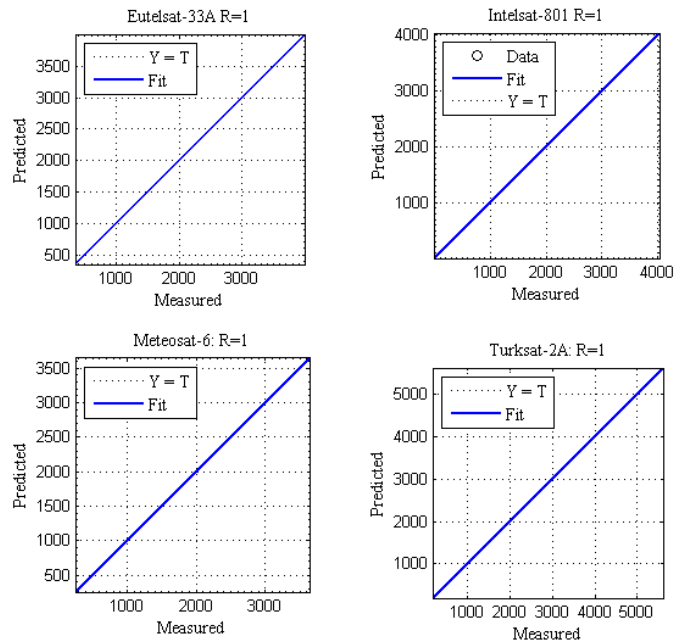 Eutelsat-33A R=1
Y = T
Fit
3500
3000
2500
2000
1500
1000
500
Predicted
1000 2000 3000
Measured
Intelsat-801 R=1
Data
Fit
Y = T
4000
3000
2000
1000
Predicted
1000 2000 3000 4000
Measured
Meteosat-6: R=1
Y = T
Fit
3500
3000
2500
2000
1500
1000
500
Predicted
1000 2000 3000
Measured
Turksat-2A: R=1
Y = T
Fit
5000
4000
3000
2000
1000
Predicted
1000 2000 3000 4000 5000
Measured